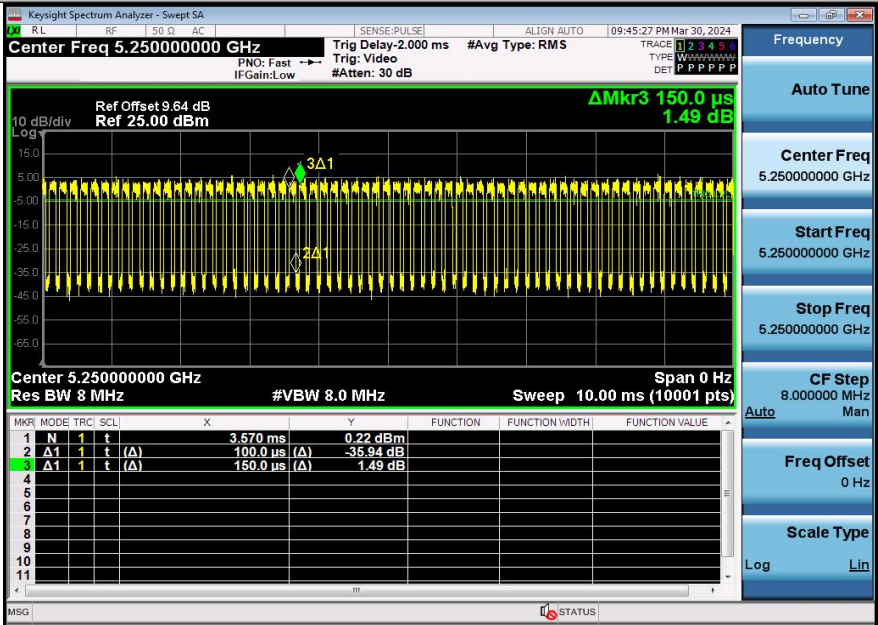 Keysight Spectrum Analyzer - Swept SA
LXI RL RF 50 Ω AC SENSE:PULSE ALIGN AUTO 09:45:27 PM Mar 30, 2024
Center Freq 5.250000000 GHz
PNO: Fast
IFGain:Low
Trig Delay-2.000 ms
Trig: Video
#Atten: 30 dB
#Avg Type: RMS
TRACE 1 2 3 4 5 6
TYPE WWWWWW
DET P P P P P P
Ref Offset 9.64 dB
10 dB/div Ref 25.00 dBm
Log
ΔMkr3 150.0 µs
1.49 dB
15.0
5.00
-5.00
-15.0
-25.0
-35.0
-45.0
-55.0
-65.0
3Δ1
2Δ1
Center 5.250000000 GHz Span 0 Hz
Res BW 8 MHz #VBW 8.0 MHz Sweep 10.00 ms (10001 pts)
MKR MODE TRC SCL X Y FUNCTION FUNCTION WIDTH FUNCTION VALUE
1 N 1 t 3.570 ms 0.22 dBm
2 Δ1 1 t (Δ) 100.0 µs (Δ) -35.94 dB
3 Δ1 1 t (Δ) 150.0 µs (Δ) 1.49 dB
4
5
6
7
8
9
10
11
MSG STATUS
Frequency
Auto Tune
Center Freq
5.250000000 GHz
Start Freq
5.250000000 GHz
Stop Freq
5.250000000 GHz
CF Step
8.000000 MHz
Auto Man
Freq Offset
0 Hz
Scale Type
Log Lin